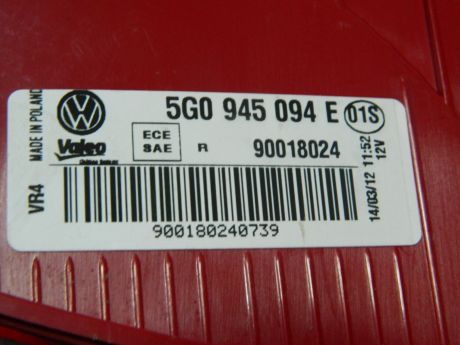 MADE IN POLAND
VR4
VW
Valeo
5G0 945 094 E 01S
ECE
SAE
R
90018024
900180240739
14/03/12 11:52
12V